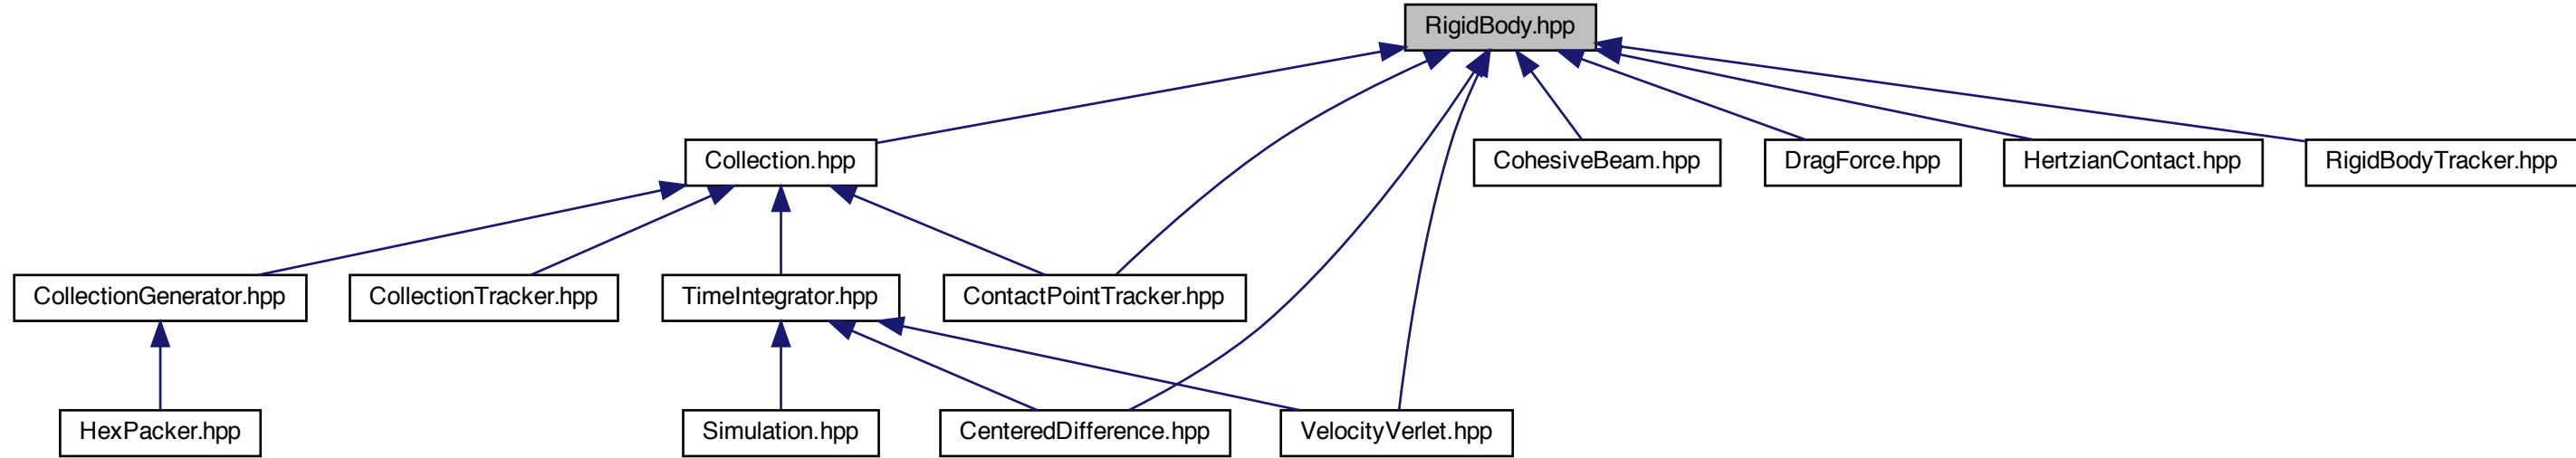 RigidBody.hpp
Collection.hpp
CohesiveBeam.hpp
DragForce.hpp
HertzianContact.hpp
RigidBodyTracker.hpp
CollectionGenerator.hpp
CollectionTracker.hpp
TimeIntegrator.hpp
ContactPointTracker.hpp
HexPacker.hpp
Simulation.hpp
CenteredDifference.hpp
VelocityVerlet.hpp